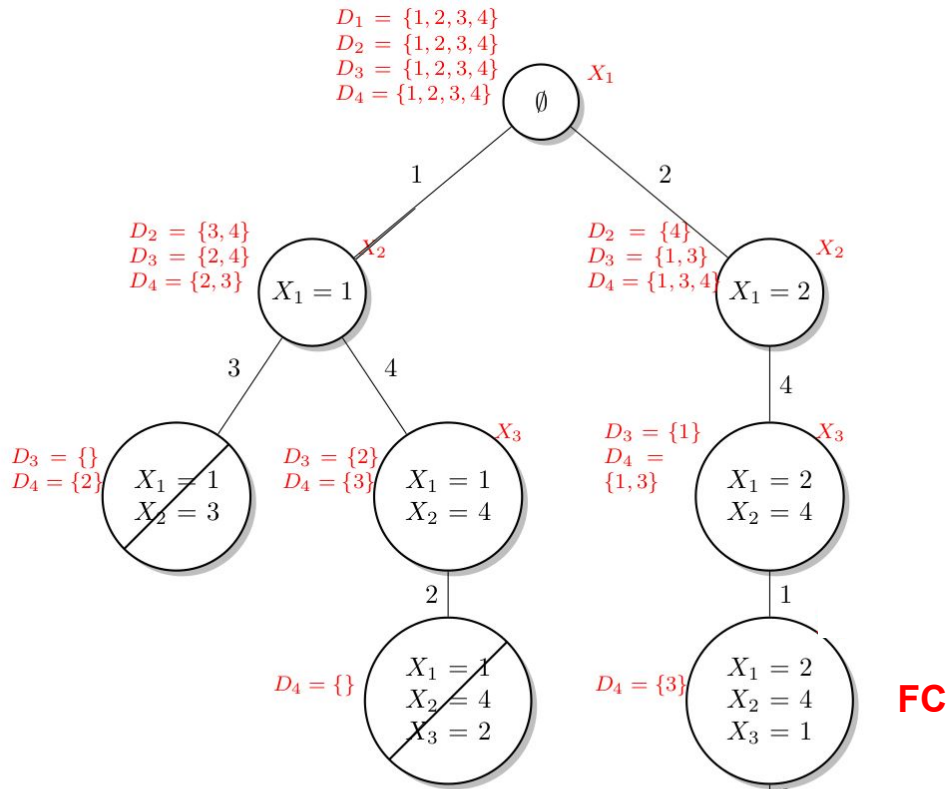 D₁ = {1, 2, 3, 4}
D₂ = {1, 2, 3, 4}
D₃ = {1, 2, 3, 4}
D₄ = {1, 2, 3, 4}
X₁
∅
1
2
D₂ = {3, 4}
D₃ = {2, 4}
D₄ = {2, 3}
X₂
X₁ = 1
D₂ = {4}
D₃ = {1, 3}
D₄ = {1, 3, 4}
X₂
X₁ = 2
3
4
4
D₃ = {}
D₄ = {2}
X₁ = 1
X₂ = 3
D₃ = {2}
D₄ = {3}
X₃
X₁ = 1
X₂ = 4
D₃ = {1}
D₄ =
{1, 3}
X₃
X₁ = 2
X₂ = 4
2
1
D₄ = {}
X₁ = 1
X₂ = 4
X₃ = 2
D₄ = {3}
X₁ = 2
X₂ = 4
X₃ = 1
FC